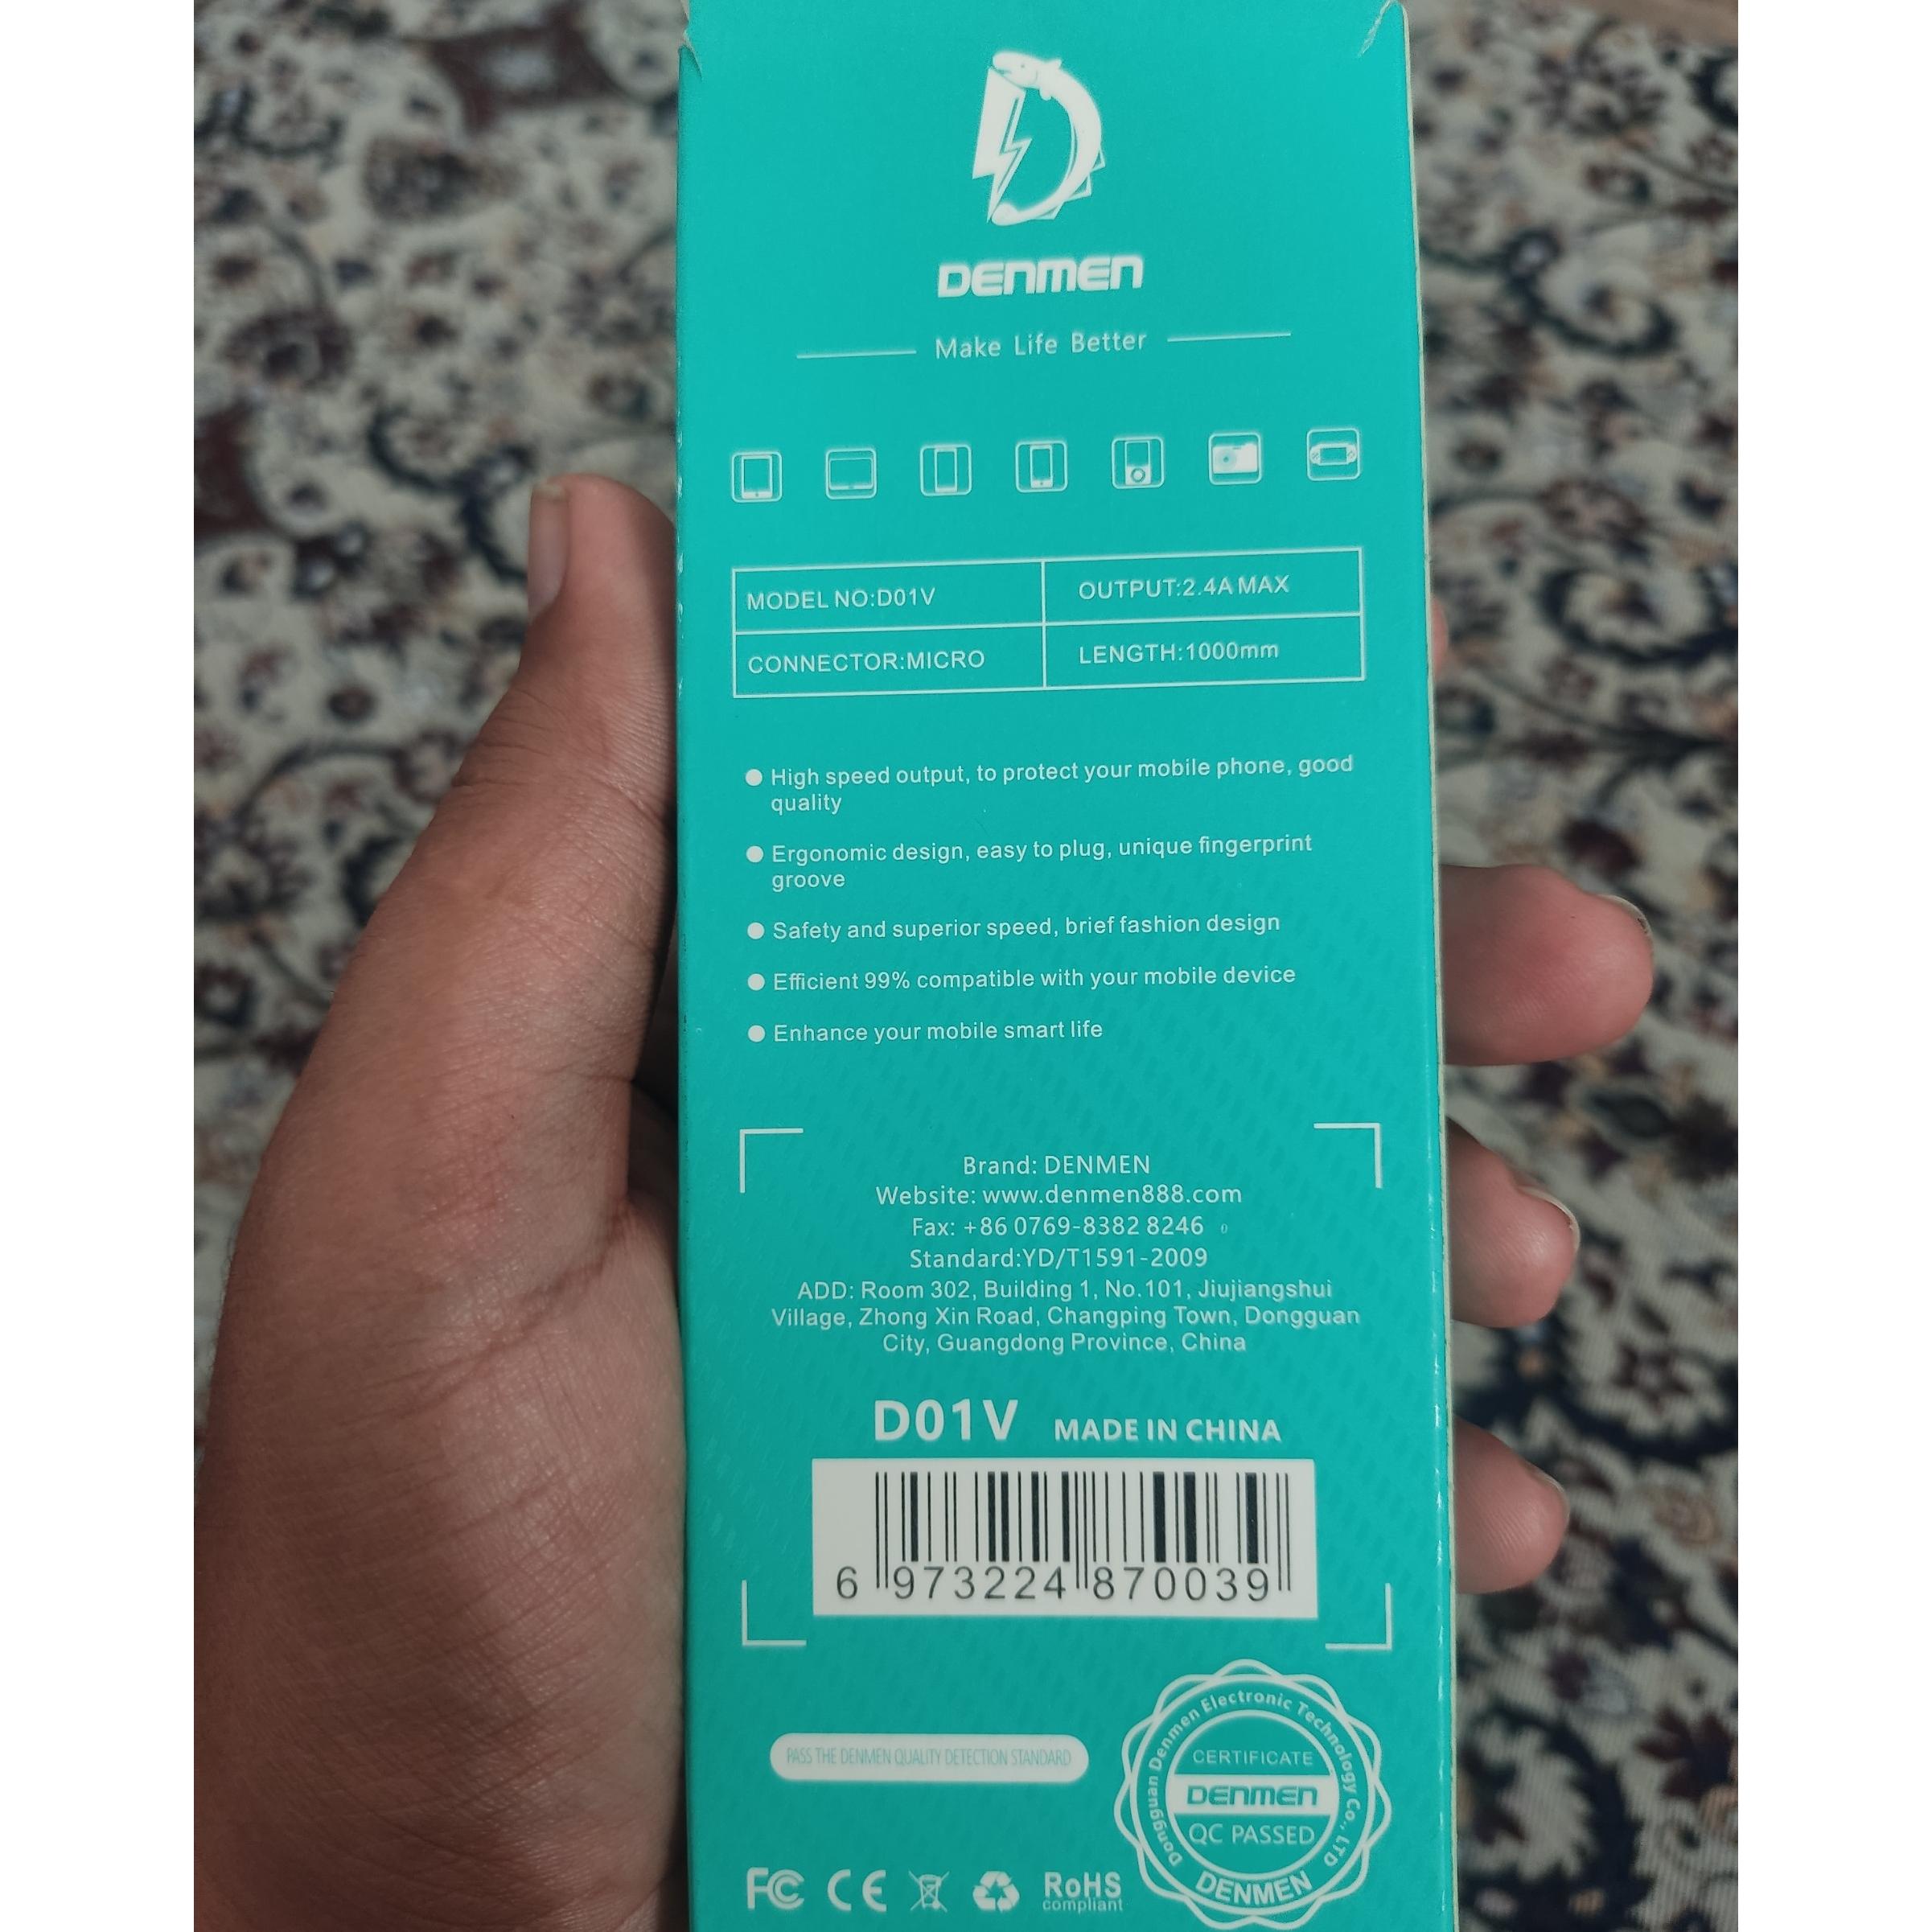 DENMEN
Make Life Better
MODEL NO:D01V
OUTPUT:2.4A MAX
CONNECTOR:MICRO
LENGTH:1000mm
High speed output, to protect your mobile phone, good
quality
Ergonomic design, easy to plug, unique fingerprint
groove
Safety and superior speed, brief fashion design
Efficient 99% compatible with your mobile device
Enhance your mobile smart life
Brand: DENMEN
Website: www.denmen888.com
Fax: +86 0769-8382 8246
Standard:YD/T1591-2009
ADD: Room 302, Building 1, No.101, Jiujiangshui
Village, Zhong Xin Road, Changping Town, Dongguan
City, Guangdong Province, China
D01V MADE IN CHINA
6 973224 870039
PASS THE DENMEN QUALITY DETECTION STANDARD
Dongguan Denmen Electronic Technology Co., LTD
CERTIFICATE
DENMEN
QC PASSED
DENMEN
FC CE RoHS
compliant